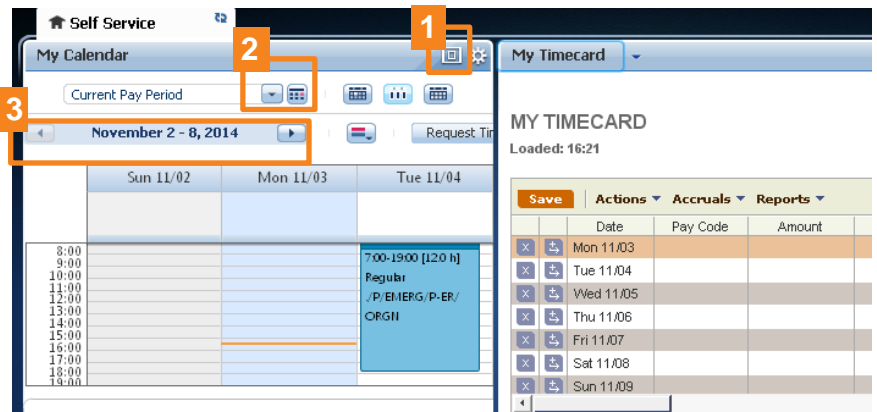 Self Service
1
My Calendar
2
My Timecard
Current Pay Period
3
November 2 - 8, 2014
Request Tir
MY TIMECARD
Loaded: 16:21
Sun 11/02 Mon 11/03 Tue 11/04
Save Actions Accruals Reports
Date Pay Code Amount
8:00
9:00
10:00
11:00
12:00
13:00
14:00
15:00
16:00
17:00
18:00
19:00
7:00-19:00 [12.0 h]
Regular
./P/EMERG/P-ER/
ORGN
Mon 11/03
Tue 11/04
Wed 11/05
Thu 11/06
Fri 11/07
Sat 11/08
Sun 11/09